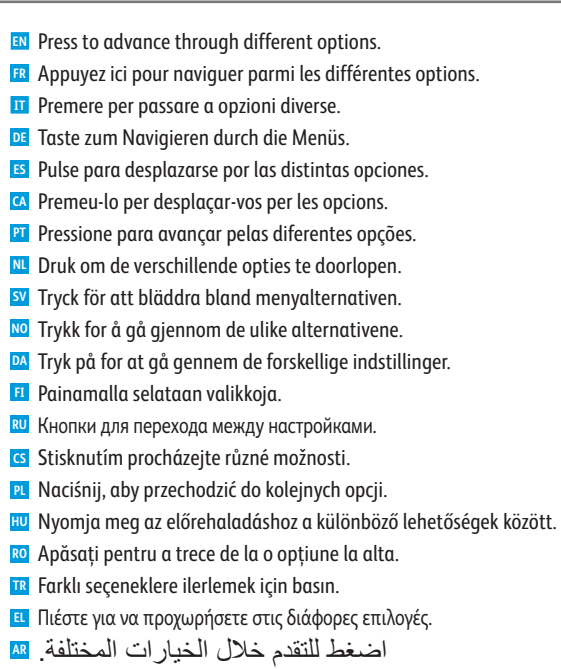 EN Press to advance through different options.
FR Appuyez ici pour naviguer parmi les différentes options.
IT Premere per passare a opzioni diverse.
DE Taste zum Navigieren durch die Menüs.
ES Pulse para desplazarse por las distintas opciones.
CA Premeu-lo per desplaçar-vos per les opcions.
PT Pressione para avançar pelas diferentes opções.
NL Druk om de verschillende opties te doorlopen.
SV Tryck för att bläddra bland menyalternativen.
NO Trykk for å gå gjennom de ulike alternativene.
DA Tryk på for at gå gennem de forskellige indstillinger.
FI Painamalla selataan valikkoja.
RU Кнопки для перехода между настройками.
CS Stisknutím procházejte různé možnosti.
PL Naciśnij, aby przechodzić do kolejnych opcji.
HU Nyomja meg az előrehaladáshoz a különböző lehetőségek között.
RO Apăsați pentru a trece de la o opțiune la alta.
TR Farklı seçeneklere ilerlemek için basın.
EL Πιέστε για να προχωρήσετε στις διάφορες επιλογές.
AR اضغط للتقدم خلال الخيارات المختلفة.